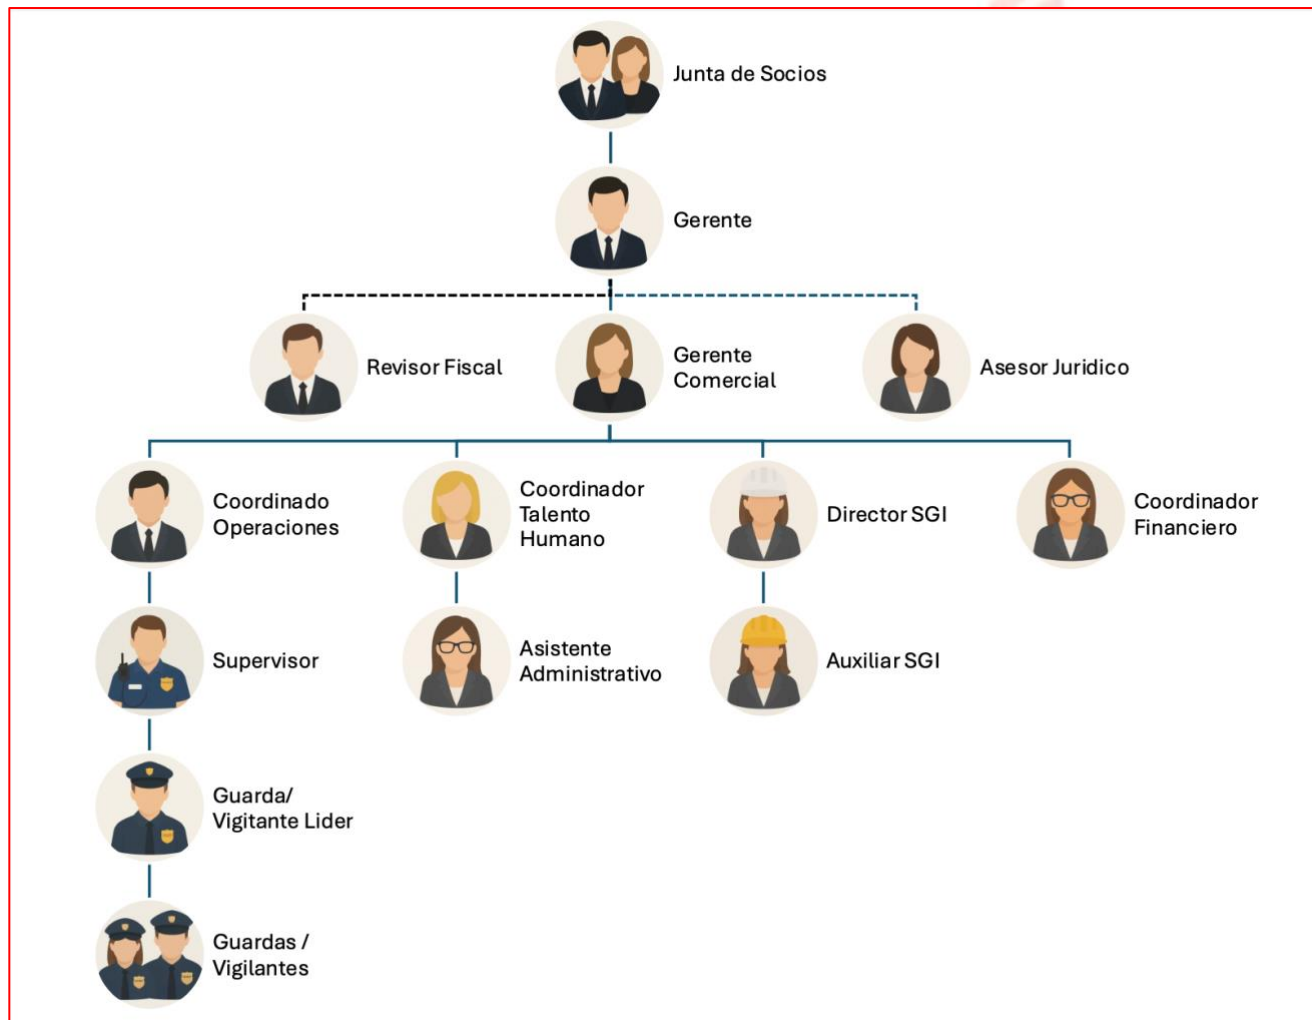 Junta de Socios
Gerente
Revisor Fiscal
Gerente
Comercial
Asesor Juridico
Coordinado
Operaciones
Coordinador
Talento
Humano
Director SGI
Coordinador
Financiero
Supervisor
Asistente
Administrativo
Auxiliar SGI
Guarda/
Vigitante Lider
Guardas /
Vigilantes